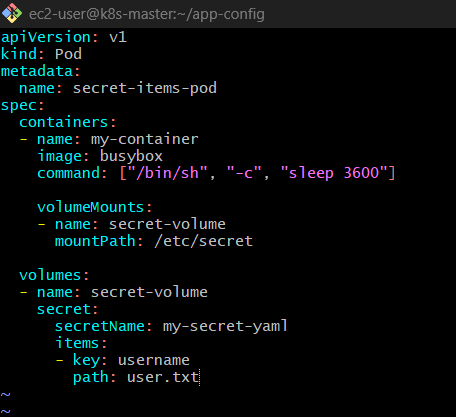 ec2-user@k8s-master:~/app-config
apiVersion: v1
kind: Pod
metadata:
  name: secret-items-pod
spec:
  containers:
  - name: my-container
    image: busybox
    command: ["/bin/sh", "-c", "sleep 3600"]

    volumeMounts:
    - name: secret-volume
      mountPath: /etc/secret

  volumes:
  - name: secret-volume
    secret:
      secretName: my-secret-yaml
      items:
      - key: username
        path: user.txt
~
~